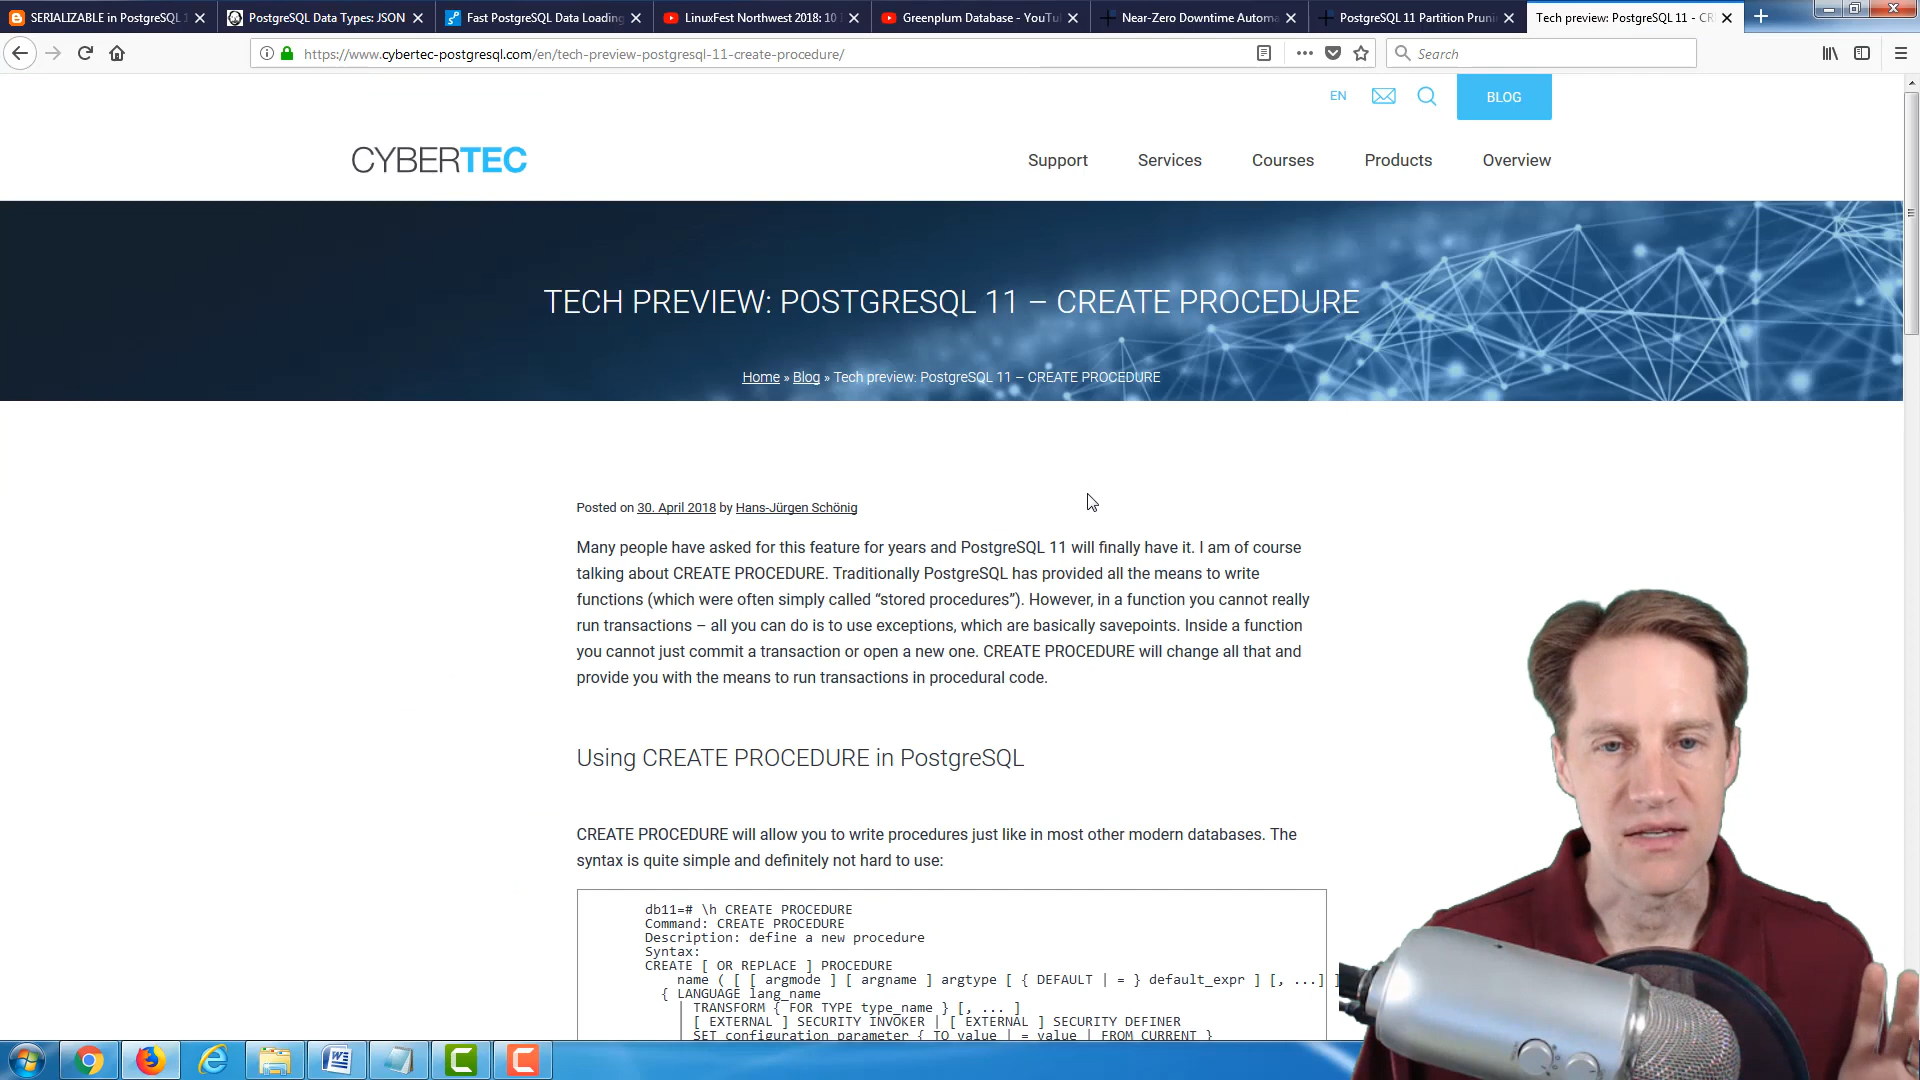 SERIALIZABLE in PostgreSQL 1
PostgreSQL Data Types: JSON
Fast PostgreSQL Data Loading
LinuxFest Northwest 2018: 10
Greenplum Database - YouTu
Near-Zero Downtime Automa
PostgreSQL 11 Partition Pruni
Tech preview: PostgreSQL 11 - CR
https://www.cybertec-postgresql.com/en/tech-preview-postgresql-11-create-procedure/
Search
EN
BLOG
CYBERTEC
Support
Services
Courses
Products
Overview
TECH PREVIEW: POSTGRESQL 11 – CREATE PROCEDURE
Home » Blog » Tech preview: PostgreSQL 11 – CREATE PROCEDURE
Posted on 30. April 2018 by Hans-Jürgen Schönig
Many people have asked for this feature for years and PostgreSQL 11 will finally have it. I am of course
talking about CREATE PROCEDURE. Traditionally PostgreSQL has provided all the means to write
functions (which were often simply called “stored procedures”). However, in a function you cannot really
run transactions – all you can do is to use exceptions, which are basically savepoints. Inside a function
you cannot just commit a transaction or open a new one. CREATE PROCEDURE will change all that and
provide you with the means to run transactions in procedural code.
Using CREATE PROCEDURE in PostgreSQL
CREATE PROCEDURE will allow you to write procedures just like in most other modern databases. The
syntax is quite simple and definitely not hard to use:
db11=# \h CREATE PROCEDURE
Command: CREATE PROCEDURE
Description: define a new procedure
Syntax:
CREATE [ OR REPLACE ] PROCEDURE
name ( [ [ argmode ] [ argname ] argtype [ { DEFAULT | = } default_expr ] [, ...] ]
{ LANGUAGE lang_name
| TRANSFORM { FOR TYPE type_name } [, ... ]
| [ EXTERNAL ] SECURITY INVOKER | [ EXTERNAL ] SECURITY DEFINER
| SET configuration_parameter { TO value | = value | FROM CURRENT }